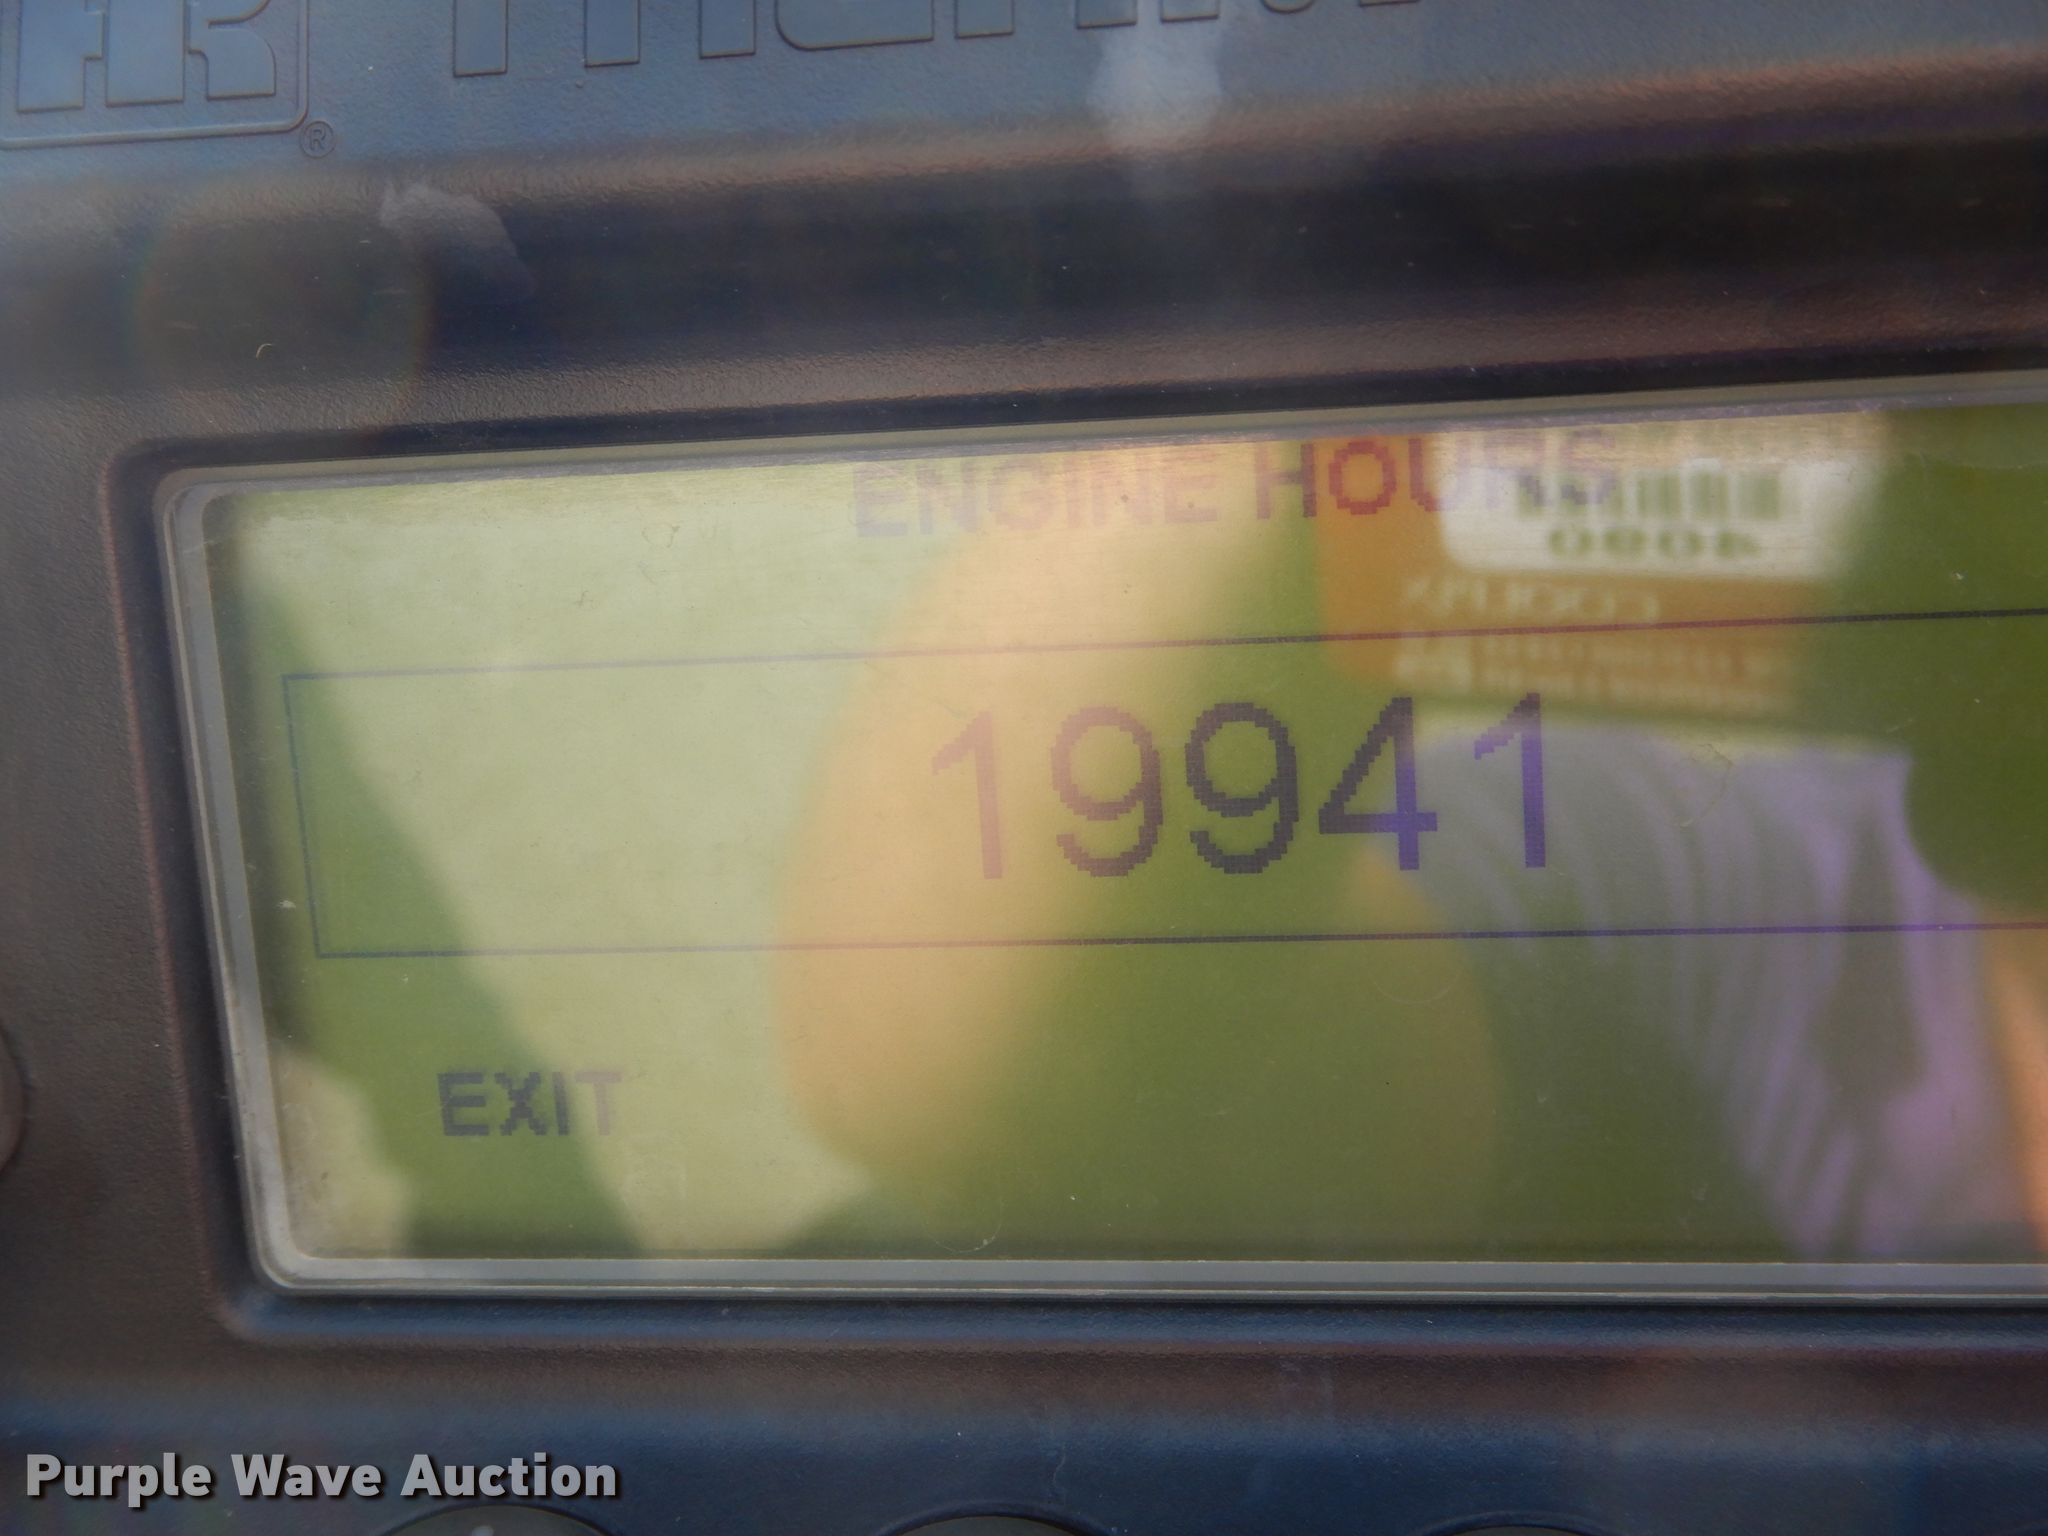 ®
ENGINE HOURS
19941
EXIT
Purple Wave Auction